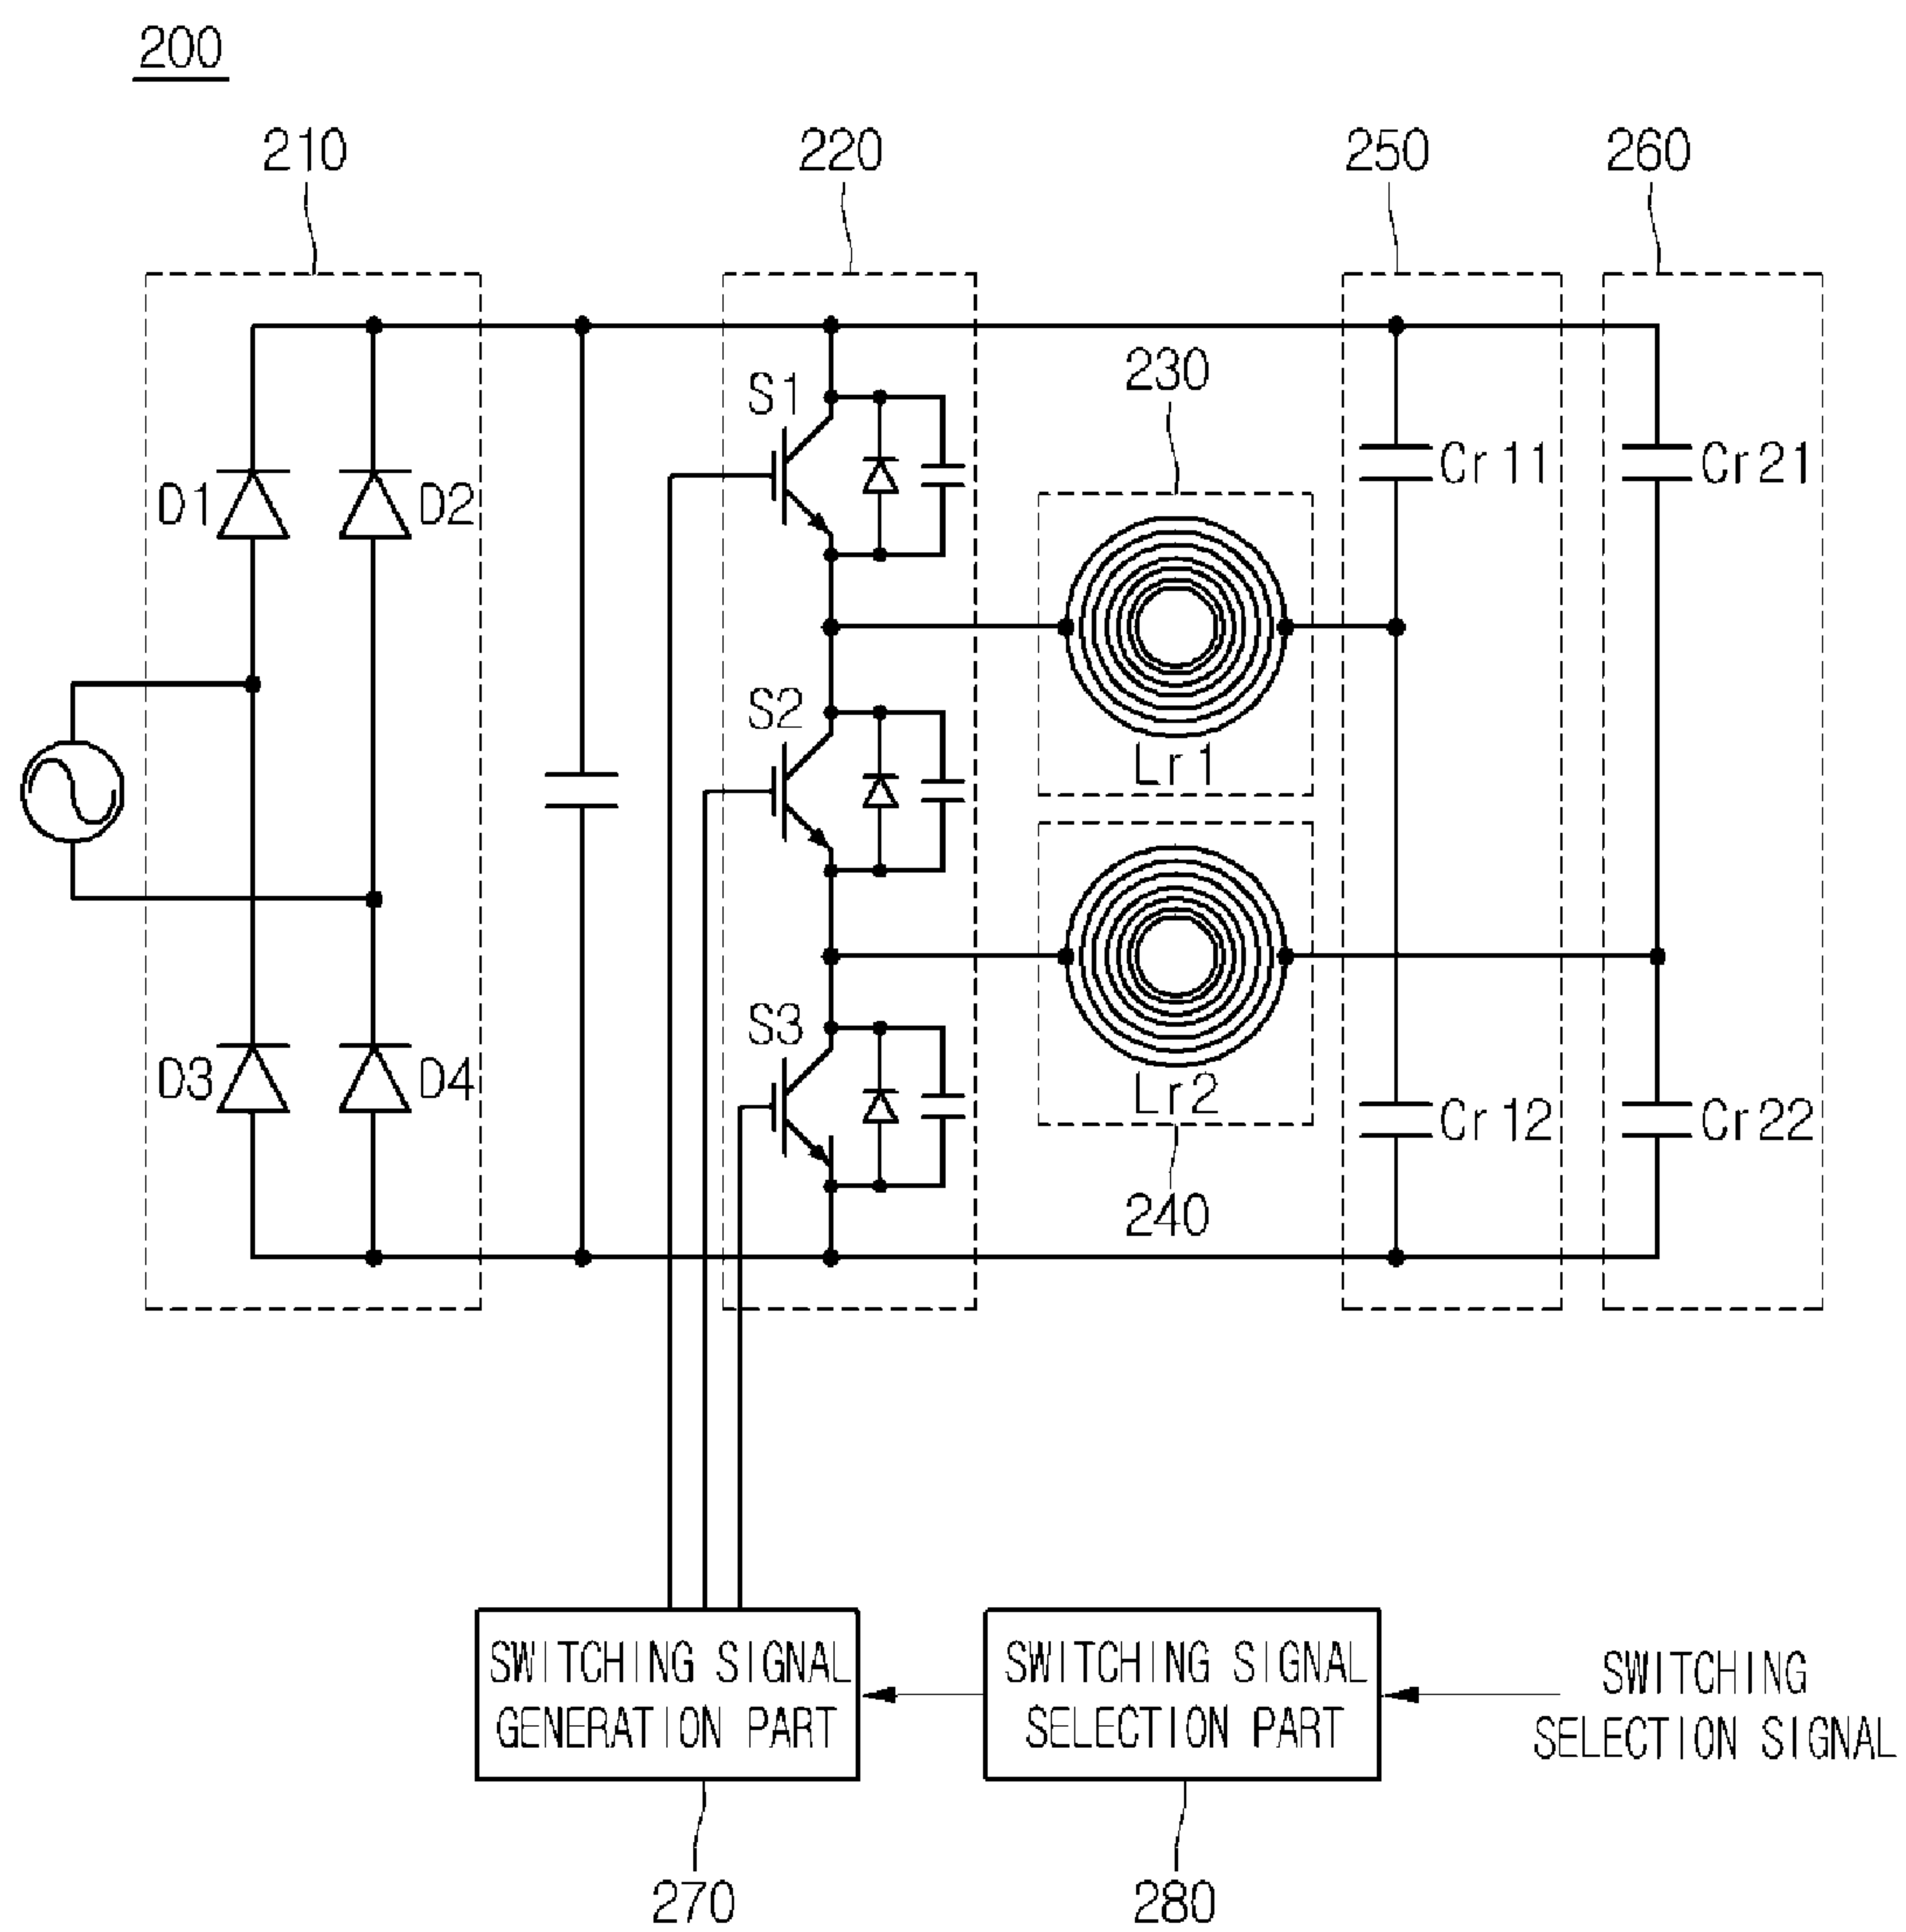 200
210
220
250
260
230
S1
Cr11
Cr21
D1
D2
S2
Lr1
S3
D3
D4
Lr2
Cr12
Cr22
240
SWITCHING SIGNAL
GENERATION PART
SWITCHING SIGNAL
SELECTION PART
SWITCHING
SELECTION SIGNAL
270
280